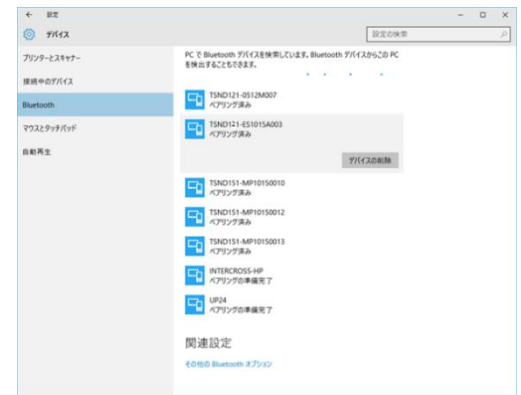 設定
デバイス
設定の検索
プリンターとスキャナー
接続中のデバイス
Bluetooth
マウスとタッチパッド
自動再生
PC で Bluetooth デバイスを検索しています。Bluetooth デバイスからこの PC
を検出することもできます。
TSND121-0512M007
ペアリング済み
TSND121-ES1015A003
ペアリング済み
デバイスの削除
TSND151-MP10150010
ペアリング済み
TSND151-MP10150012
ペアリング済み
TSND151-MP10150013
ペアリング済み
INTERCROSS-HP
ペアリングの準備完了
UP24
ペアリングの準備完了
関連設定
その他の Bluetooth オプション